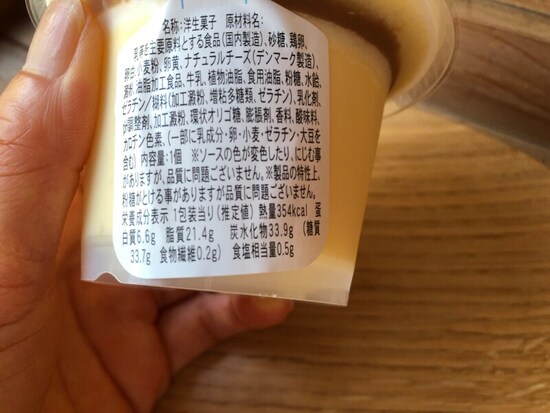 名称:洋生菓子 原材料名:
乳等を主要原料とする食品(国内製造)、砂糖、鶏卵、
卵白、小麦粉、卵黄、ナチュラルチーズ(デンマーク製造)、
澱粉、油脂加工食品、牛乳、植物油脂、食用油脂、粉糖、水飴、
ゼラチン/糊料(加工澱粉、増粘多糖類、ゼラチン)、乳化剤、
pH調整剤、加工澱粉、環状オリゴ糖、膨脹剤、香料、酸味料、
カロテン色素、(一部に乳成分・卵・小麦・ゼラチン・大豆を
含む) 内容量:1個 ※ソースの色が変色したり、にじむ事
がありますが、品質に問題ございません。※製品の特性上、
粉糖がとける事がありますが品質に問題ございません。
栄養成分表示 1包装当り(推定値) 熱量354kcal 蛋
白質6.6g 脂質21.4g 炭水化物33.9g (糖質
33.7g 食物繊維0.2g) 食塩相当量0.5g